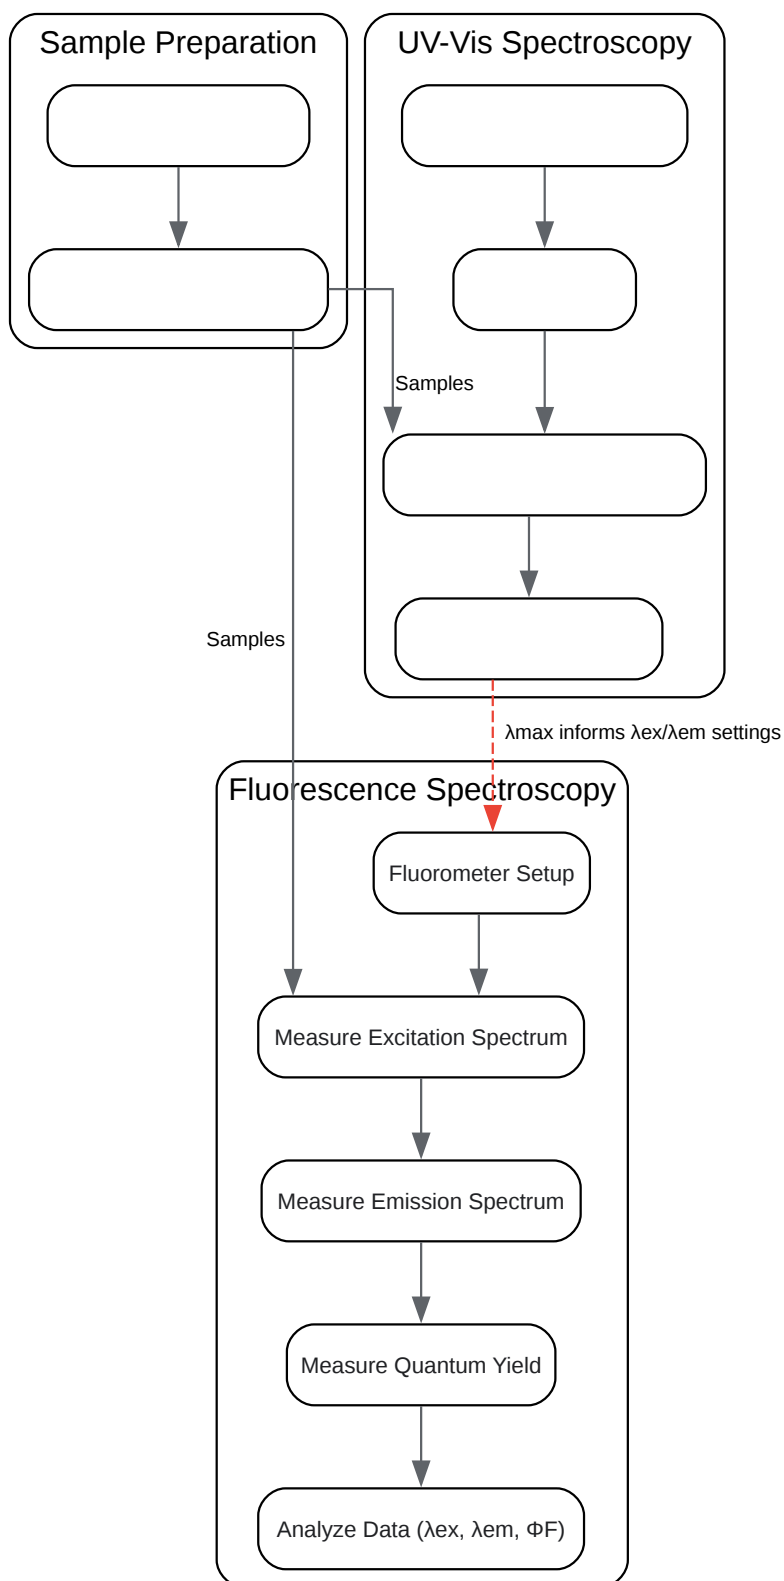 Sample Preparation
UV-Vis Spectroscopy
Samples
Samples
λmax informs λex/λem settings
Fluorescence Spectroscopy
Fluorometer Setup
Measure Excitation Spectrum
Measure Emission Spectrum
Measure Quantum Yield
Analyze Data (λex, λem, ΦF)